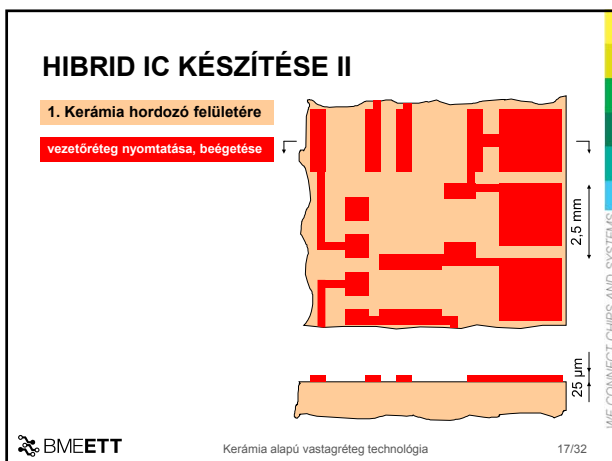 HIBRID IC KÉSZÍTÉSE II
1. Kerámia hordozó felületére
vezetőréteg nyomtatása, beégetése
2,5 mm
25 µm
WE CONNECT CHIPS AND SYSTEMS
BMEETT
Kerámia alapú vastagréteg technológia
17/32